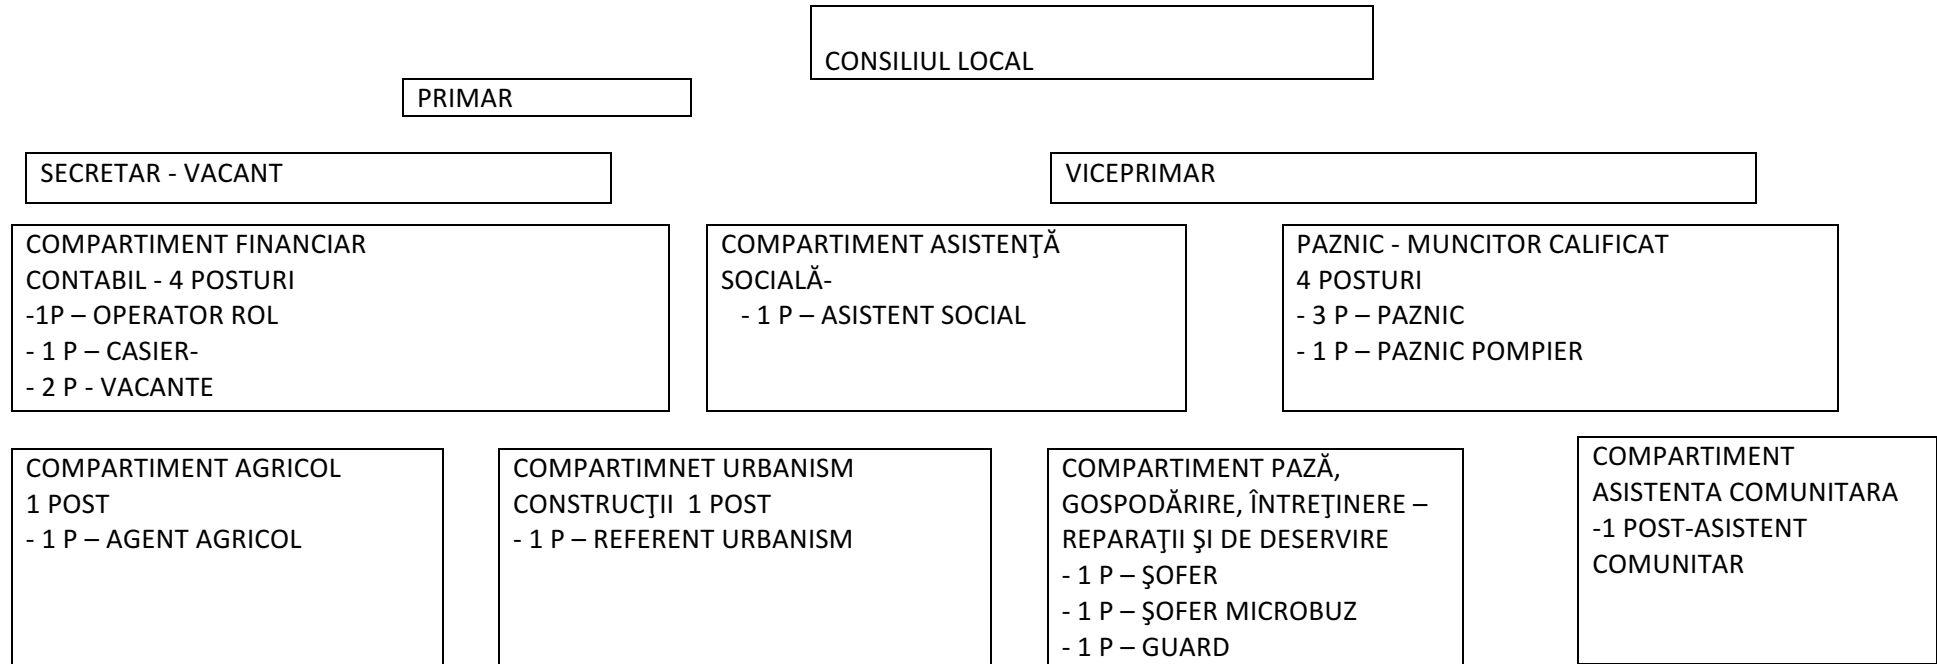 CONSILIUL LOCAL
PRIMAR
SECRETAR - VACANT
VICEPRIMAR
COMPARTIMENT FINANCIAR
CONTABIL - 4 POSTURI
-1P – OPERATOR ROL
- 1 P – CASIER-
- 2 P - VACANTE
COMPARTIMENT ASISTENŢĂ
SOCIALĂ-
- 1 P – ASISTENT SOCIAL
PAZNIC - MUNCITOR CALIFICAT
4 POSTURI
- 3 P – PAZNIC
- 1 P – PAZNIC POMPIER
COMPARTIMENT AGRICOL
1 POST
- 1 P – AGENT AGRICOL
COMPARTIMNET URBANISM
CONSTRUCŢII  1 POST
- 1 P – REFERENT URBANISM
COMPARTIMENT PAZĂ,
GOSPODĂRIRE, ÎNTREŢINERE –
REPARAŢII ŞI DE DESERVIRE
- 1 P – ŞOFER
- 1 P – ŞOFER MICROBUZ
- 1 P – GUARD
COMPARTIMENT
ASISTENTA COMUNITARA
-1 POST-ASISTENT
COMUNITAR